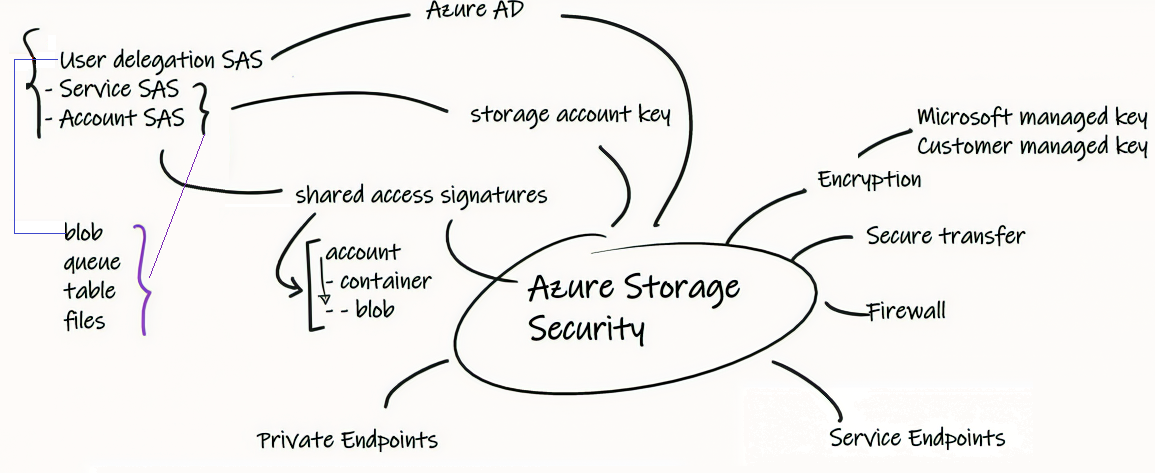 Azure AD
User delegation SAS
- Service SAS
- Account SAS
storage account key
Microsoft managed key
Customer managed key
Encryption
shared access signatures
blob
queue
table
files
account
- container
- - blob
Secure transfer
Azure Storage
Security
Firewall
Private Endpoints
Service Endpoints